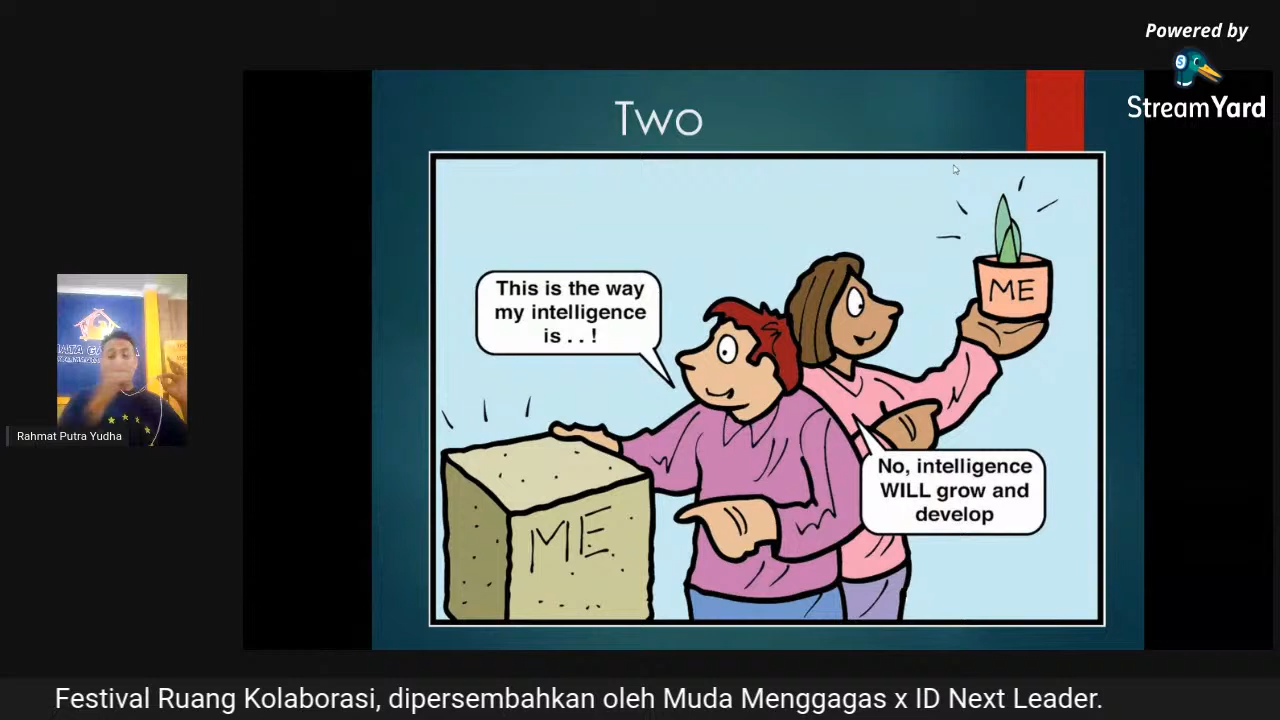 Powered by
StreamYard
Two
This is the way
my intelligence
is . . !
ME
ME
No, intelligence
WILL grow and
develop
Rahmat Putra Yudha
Festival Ruang Kolaborasi, dipersembahkan oleh Muda Menggagas x ID Next Leader.